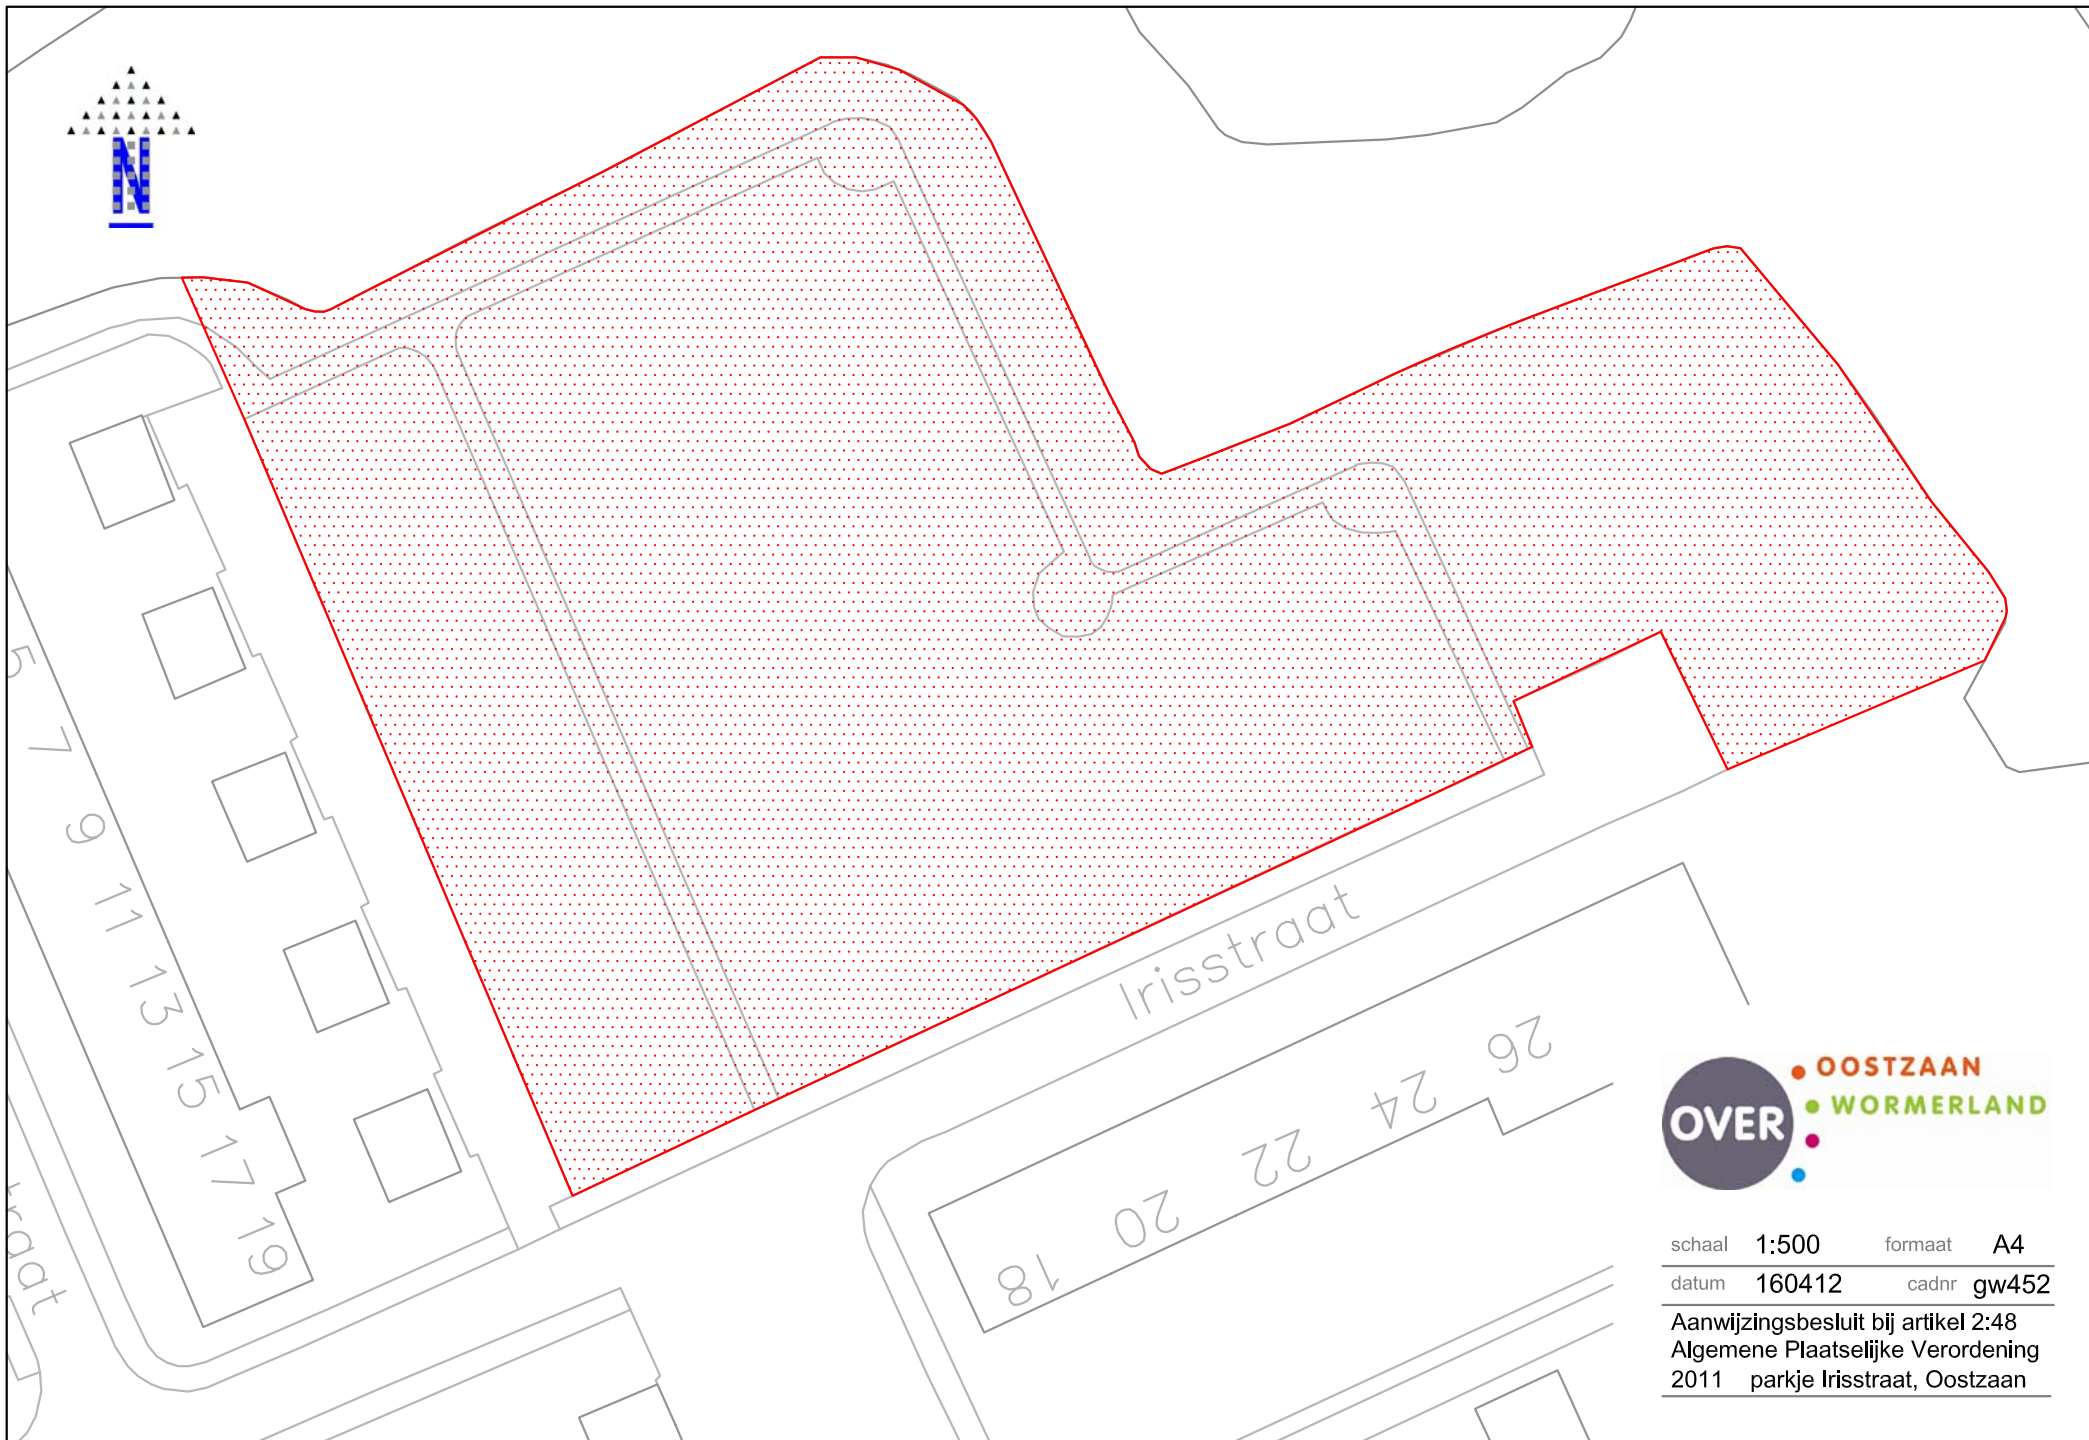 N
5
7
9
11
13
15
17
19
raat
Irisstraat
18
20
22
24
26
OVER
OOSTZAAN
WORMERLAND
schaal 1:500 formaat A4
datum 160412 cadnr gw452
Aanwijzingsbesluit bij artikel 2:48
Algemene Plaatselijke Verordening
2011 parkje Irisstraat, Oostzaan